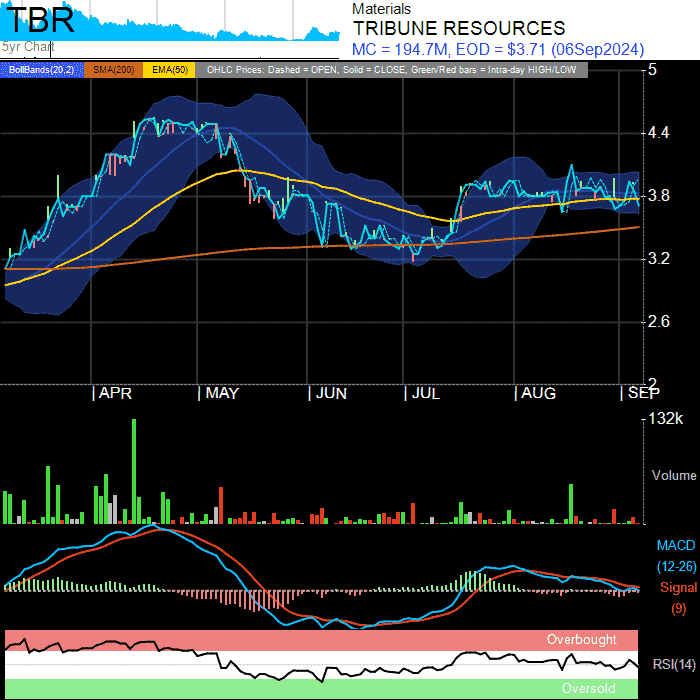 TBR
5yr Chart
Materials
TRIBUNE RESOURCES
MC = 194.7M, EOD = $3.71 (06Sep2024)
BollBands(20,2) SMA(200) EMA(50) OHLC Prices: Dashed = OPEN, Solid = CLOSE, Green/Red bars = Intra-day HIGH/LOW
5
4.4
3.8
3.2
2.6
2
| APR | MAY | JUN | JUL | AUG | SEP
132k
Volume
MACD
(12-26)
Signal
(9)
Overbought
RSI(14)
Oversold